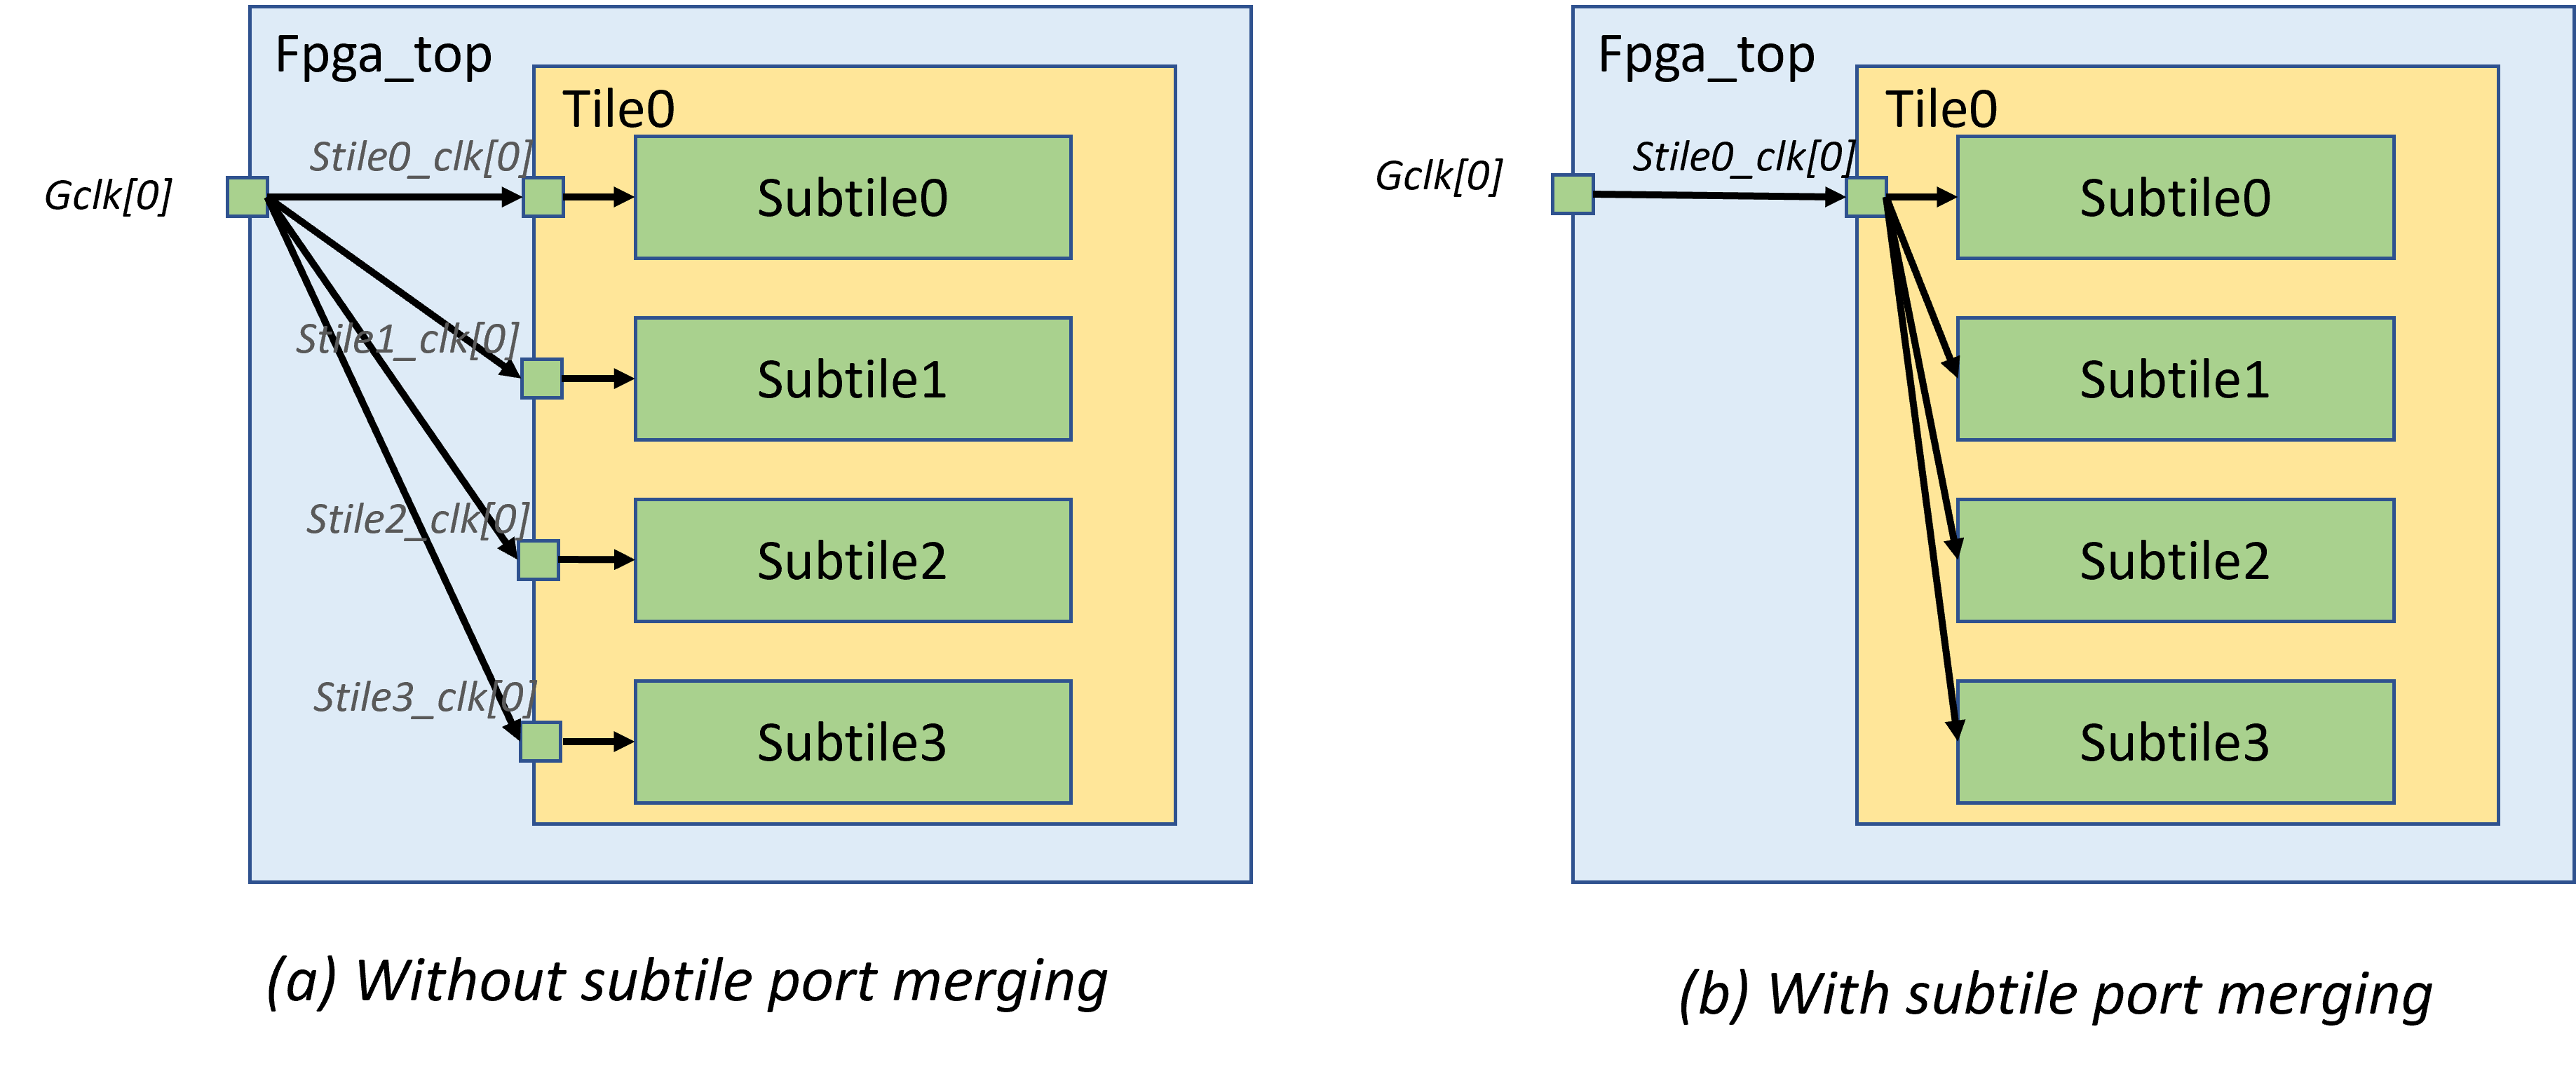 Fpga_top
Tile0
Stile0_clk[0]
Gclk[0]
Subtile0
Stile1_clk[0]
Subtile1
Stile2_clk[0]
Subtile2
Stile3_clk[0]
Subtile3
(a) Without subtile port merging
Fpga_top
Tile0
Stile0_clk[0]
Gclk[0]
Subtile0
Subtile1
Subtile2
Subtile3
(b) With subtile port merging